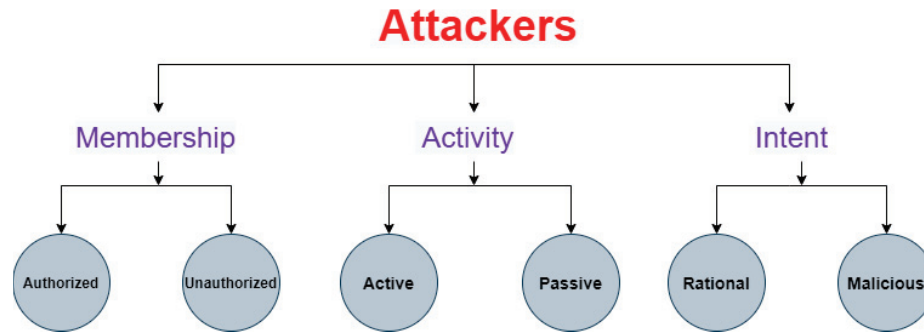 Attackers
Membership
Activity
Intent
Authorized
Unauthorized
Active
Passive
Rational
Malicious